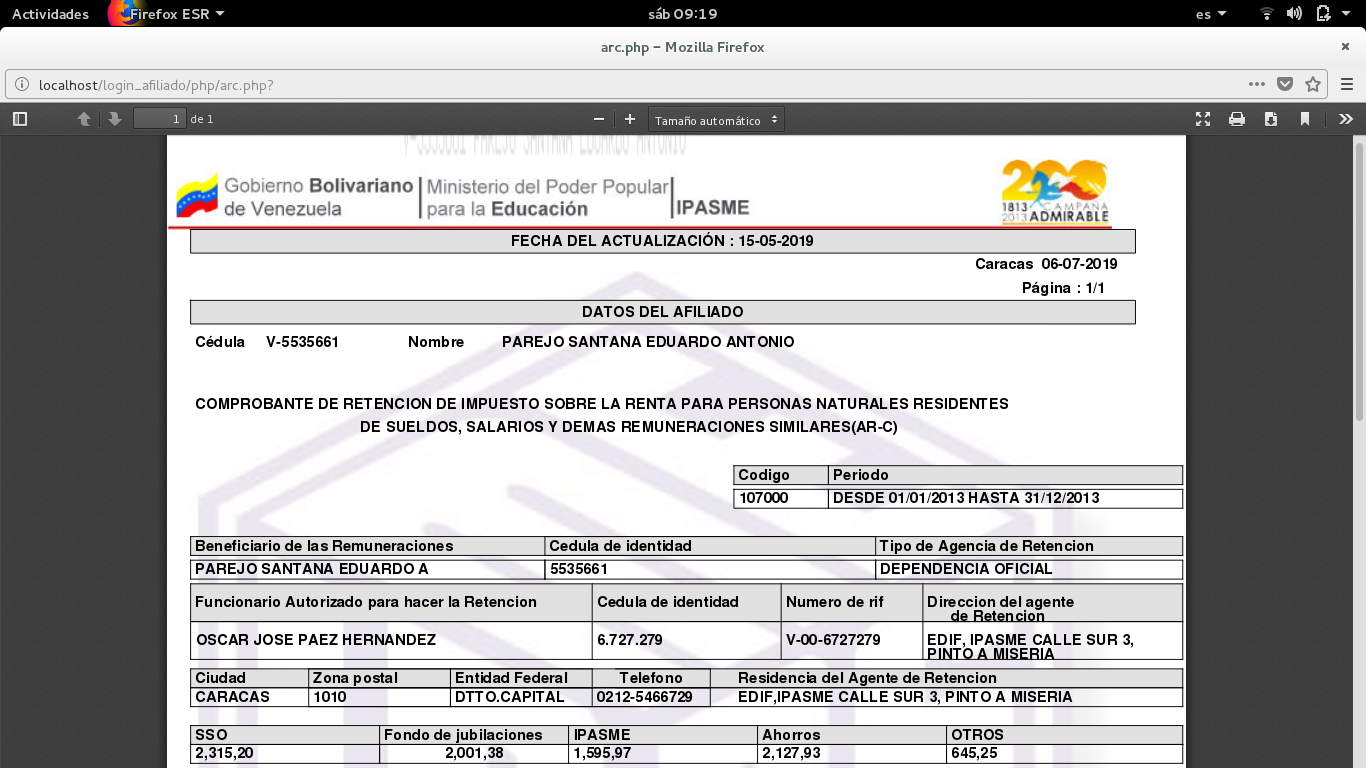 Actividades Firefox ESR sáb 09:19 es
arc.php – Mozilla Firefox
localhost/login_afiliado/php/arc.php?
1 de 1 Tamaño automático
V-5535661 PAREJO SANTANA EDUARDO ANTONIO
Gobierno Bolivariano de Venezuela
Ministerio del Poder Popular para la Educación
IPASME
200
1813 CAMPAÑA
2013 ADMIRABLE
FECHA DEL ACTUALIZACIÓN : 15-05-2019
Caracas 06-07-2019
Página : 1/1
DATOS DEL AFILIADO
Cédula V-5535661 Nombre PAREJO SANTANA EDUARDO ANTONIO
COMPROBANTE DE RETENCION DE IMPUESTO SOBRE LA RENTA PARA PERSONAS NATURALES RESIDENTES
DE SUELDOS, SALARIOS Y DEMAS REMUNERACIONES SIMILARES(AR-C)
Codigo Periodo
107000 DESDE 01/01/2013 HASTA 31/12/2013
Beneficiario de las Remuneraciones Cedula de identidad Tipo de Agencia de Retencion
PAREJO SANTANA EDUARDO A 5535661 DEPENDENCIA OFICIAL
Funcionario Autorizado para hacer la Retencion Cedula de identidad Numero de rif Direccion del agente
de Retencion
OSCAR JOSE PAEZ HERNANDEZ 6.727.279 V-00-6727279 EDIF, IPASME CALLE SUR 3,
PINTO A MISERIA
Ciudad Zona postal Entidad Federal Telefono Residencia del Agente de Retencion
CARACAS 1010 DTTO.CAPITAL 0212-5466729 EDIF,IPASME CALLE SUR 3, PINTO A MISERIA
SSO Fondo de jubilaciones IPASME Ahorros OTROS
2,315,20 2,001,38 1,595,97 2,127,93 645,25